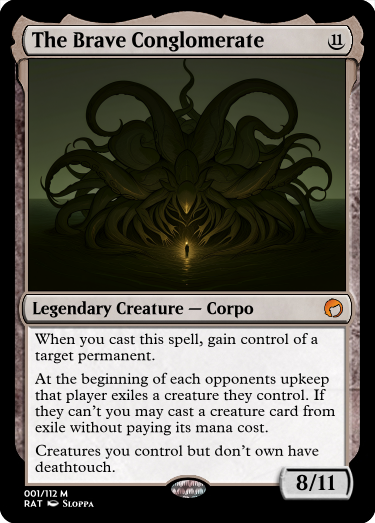 The Brave Conglomerate 11
Legendary Creature — Corpo
When you cast this spell, gain control of a
target permanent.
At the beginning of each opponents upkeep
that player exiles a creature they control. If
they can't you may cast a creature card from
exile without paying its mana cost.
Creatures you control but don't own have
deathtouch.
8/11
001/112 M
RAT Sloppa